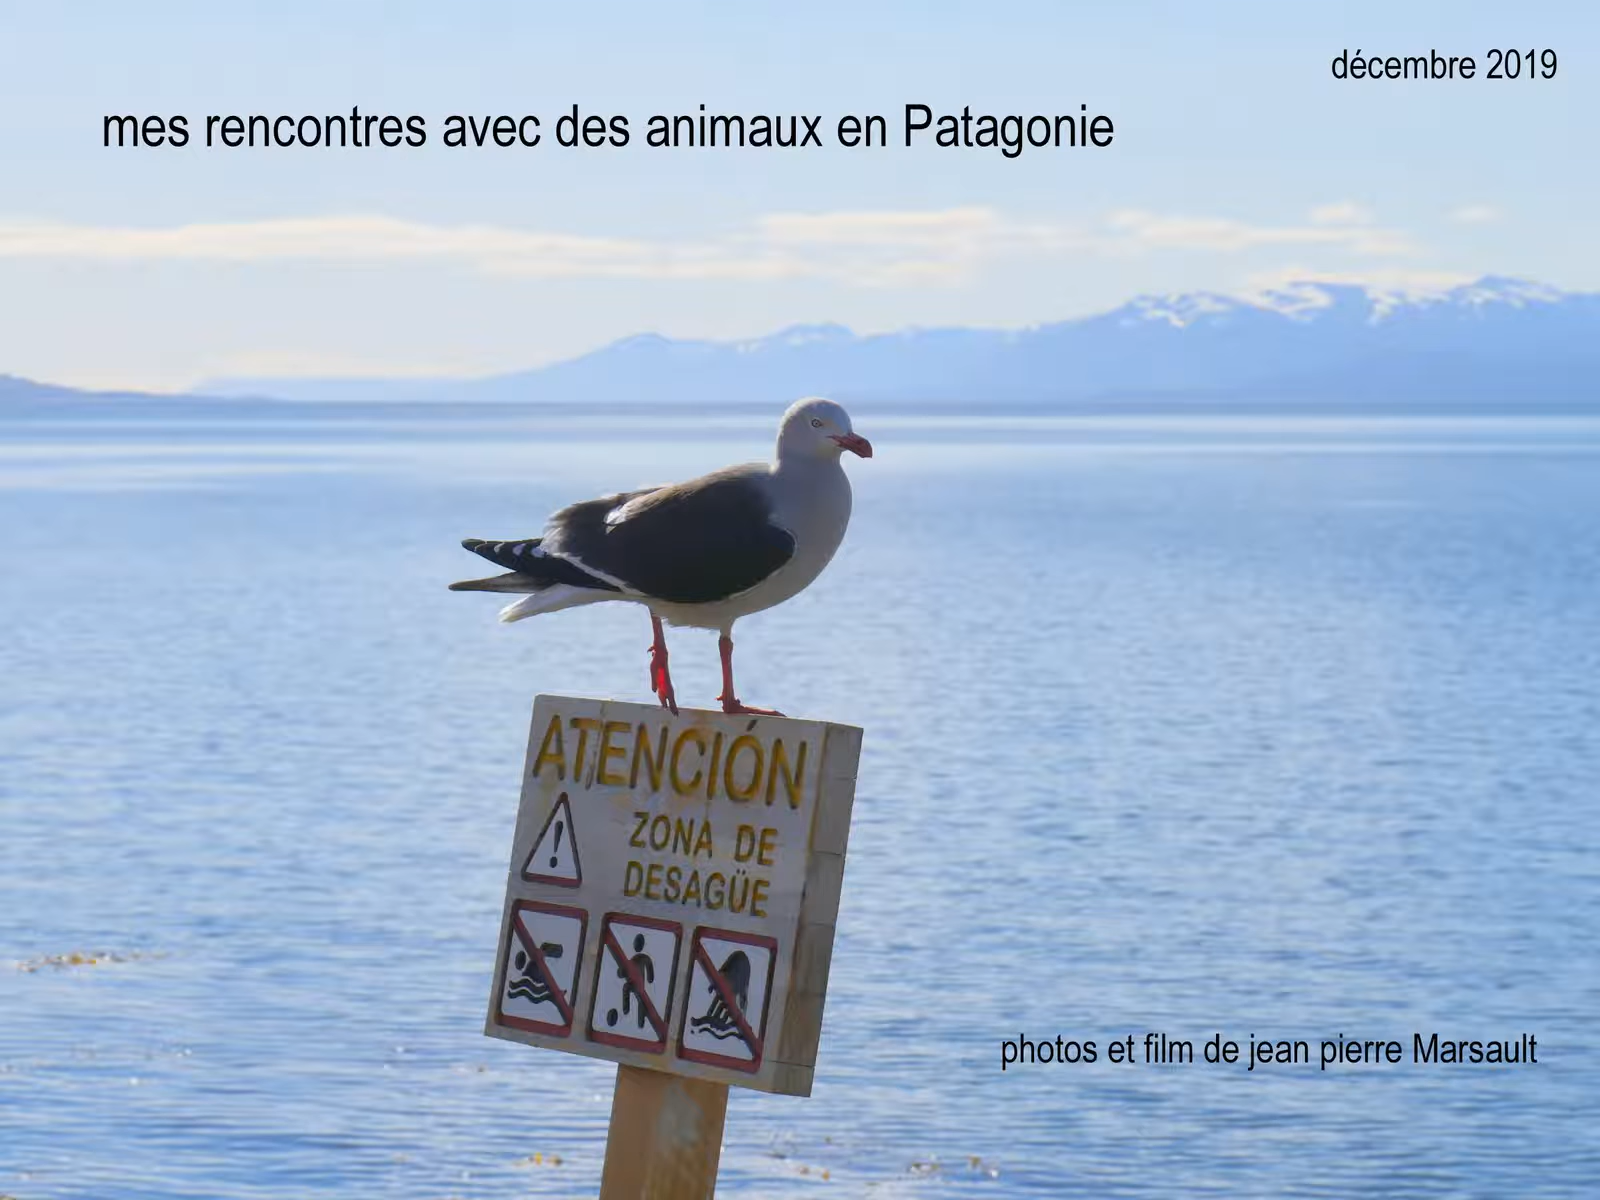 décembre 2019
mes rencontres avec des animaux en Patagonie
ATENCIÓN
ZONA DE
DESAGÜE
photos et film de jean pierre Marsault